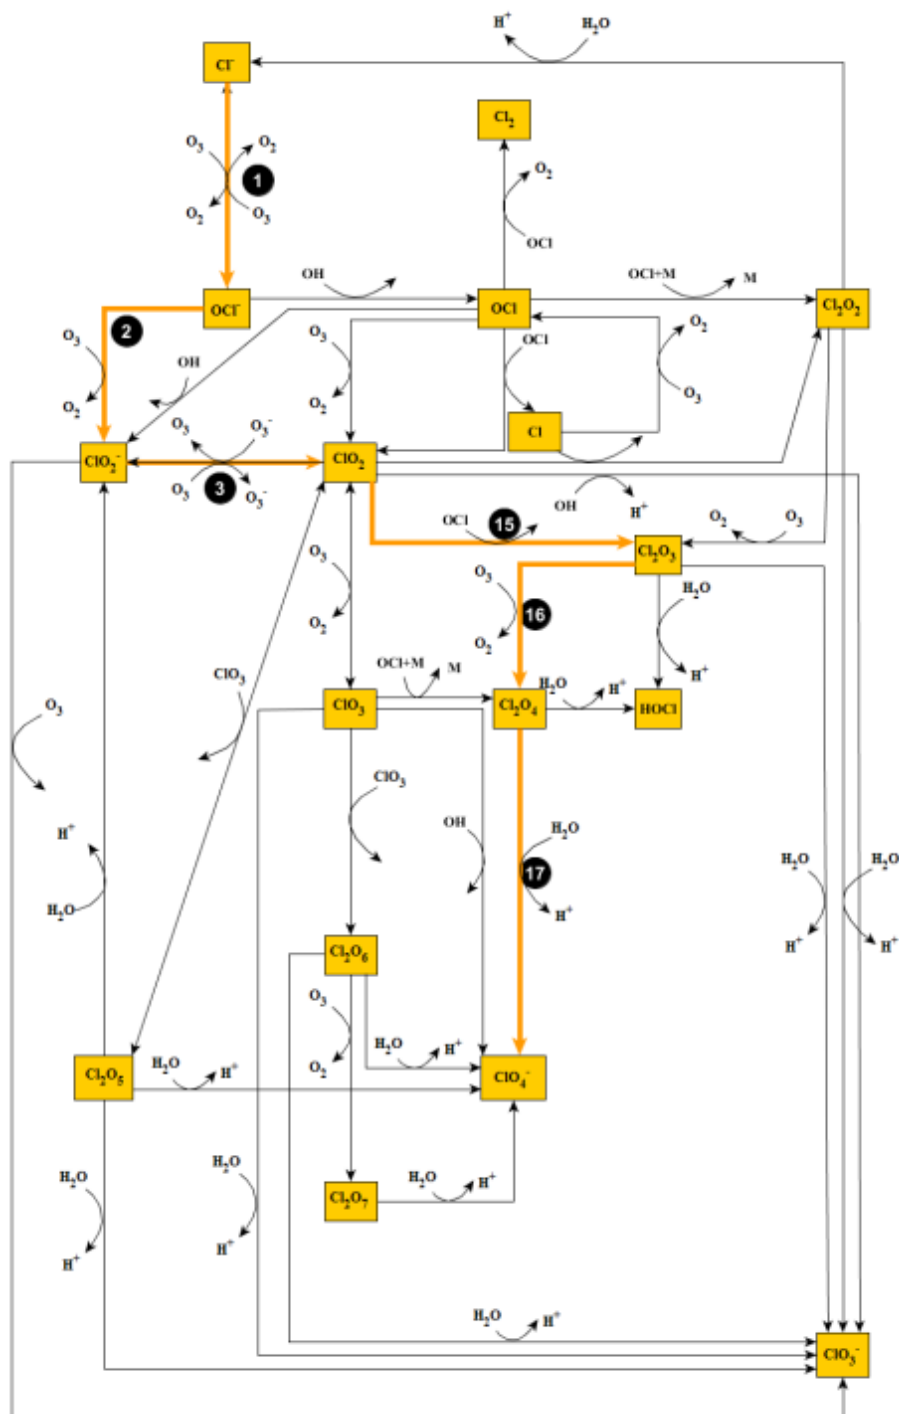 H⁺ H₂O
Cl⁻
Cl₂
O₃ O₂
O₂
1
O₂ O₃
OCl
OH
OCl+M M
OCl⁻
OCl
Cl₂O₂
2
O₃
O₃
OCl
O₂
OH
O₂
O₂
O₃
Cl
O₃ O₃⁻
ClO₂⁻
ClO₂
O₃ 3 O₃⁻
OH
H⁺
OCl 15
O₂ O₃
Cl₂O₃
O₃
O₃
H₂O
16
O₂
O₂
H⁺
ClO₃
OCl+M M
H₂O H⁺
O₃
ClO₃
Cl₂O₄
HOCl
ClO₃
OH
H₂O
H⁺
17
H₂O
H₂O
H₂O
H⁺
H⁺
H⁺
Cl₂O₆
O₃
H₂O H⁺
O₂
H₂O H⁺
Cl₂O₅
ClO₄⁻
H₂O
H₂O
H₂O H⁺
Cl₂O₇
H⁺
H⁺
H₂O H⁺
ClO₃⁻